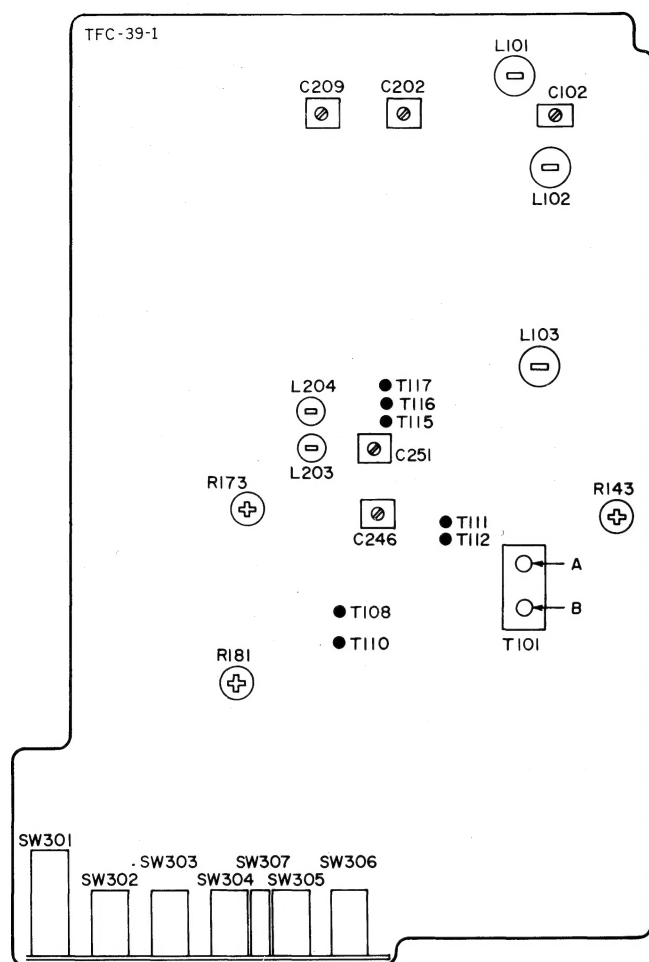 TFC-39-1
L101
C209
C202
C102
L102
L103
L204
T117
T116
T115
L203
C251
R173
R143
C246
T111
T112
A
B
T108
T110
T101
R181
SW301
SW302
SW303
SW304
SW307
SW305
SW306